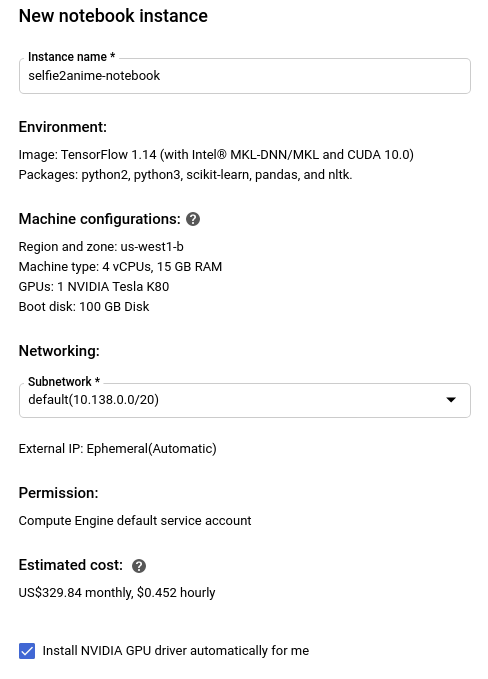 New notebook instance
Instance name *
selfie2anime-notebook
Environment:
Image: TensorFlow 1.14 (with Intel® MKL-DNN/MKL and CUDA 10.0)
Packages: python2, python3, scikit-learn, pandas, and nltk.
Machine configurations: ?
Region and zone: us-west1-b
Machine type: 4 vCPUs, 15 GB RAM
GPUs: 1 NVIDIA Tesla K80
Boot disk: 100 GB Disk
Networking:
Subnetwork *
default(10.138.0.0/20)
External IP: Ephemeral(Automatic)
Permission:
Compute Engine default service account
Estimated cost: ?
US$329.84 monthly, $0.452 hourly
Install NVIDIA GPU driver automatically for me